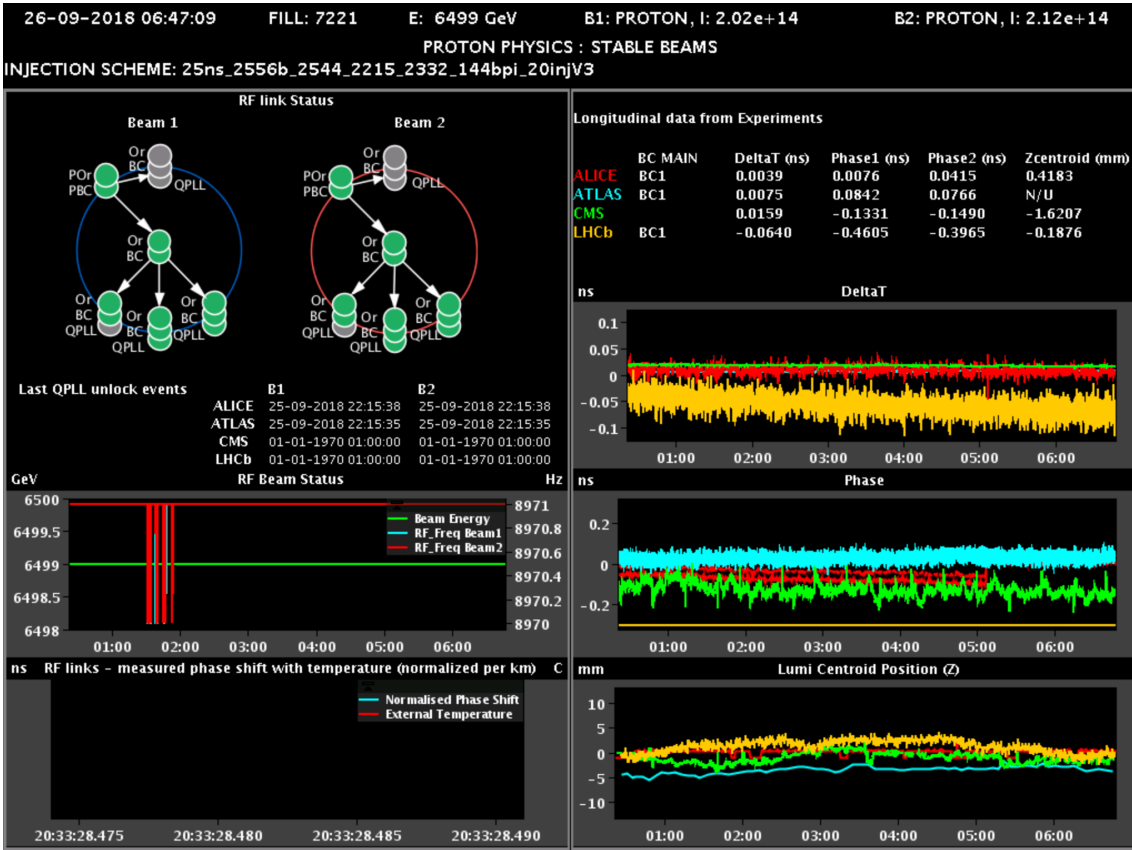 26-09-2018 06:47:09 FILL: 7221 E: 6499 GeV B1: PROTON, I: 2.02e+14 B2: PROTON, I: 2.12e+14
PROTON PHYSICS : STABLE BEAMS
INJECTION SCHEME: 25ns_2556b_2544_2215_2332_144bpi_20injV3
RF link Status
Beam 1 Beam 2
Or Or
BC BC
POr POr
PBC PBC
QPLL QPLL
Or Or
BC BC
Or Or Or Or
BC Or BC BC Or BC
QPLL BC QPLL QPLL BC QPLL
QPLL QPLL
Last QPLL unlock events B1 B2
ALICE 25-09-2018 22:15:38 25-09-2018 22:15:38
ATLAS 25-09-2018 22:15:35 25-09-2018 22:15:35
CMS 01-01-1970 01:00:00 01-01-1970 01:00:00
LHCb 01-01-1970 01:00:00 01-01-1970 01:00:00
GeV RF Beam Status Hz
6500
6499.5
6499
6498.5
6498
8971
8970.8
8970.6
8970.4
8970.2
8970
Beam Energy
RF_Freq Beam1
RF_Freq Beam2
01:00 02:00 03:00 04:00 05:00 06:00
ns RF links - measured phase shift with temperature (normalized per km) C
Normalised Phase Shift
External Temperature
20:33:28.475 20:33:28.480 20:33:28.485 20:33:28.490
Longitudinal data from Experiments
BC MAIN DeltaT (ns) Phase1 (ns) Phase2 (ns) Zcentroid (mm)
ALICE BC1 0.0039 0.0076 0.0415 0.4183
ATLAS BC1 0.0075 0.0842 0.0766 N/U
CMS 0.0159 -0.1331 -0.1490 -1.6207
LHCb BC1 -0.0640 -0.4605 -0.3965 -0.1876
ns DeltaT
0.1
0.05
0
-0.05
-0.1
01:00 02:00 03:00 04:00 05:00 06:00
ns Phase
0.2
0
-0.2
01:00 02:00 03:00 04:00 05:00 06:00
mm Lumi Centroid Position (Z)
10
5
0
-5
-10
01:00 02:00 03:00 04:00 05:00 06:00